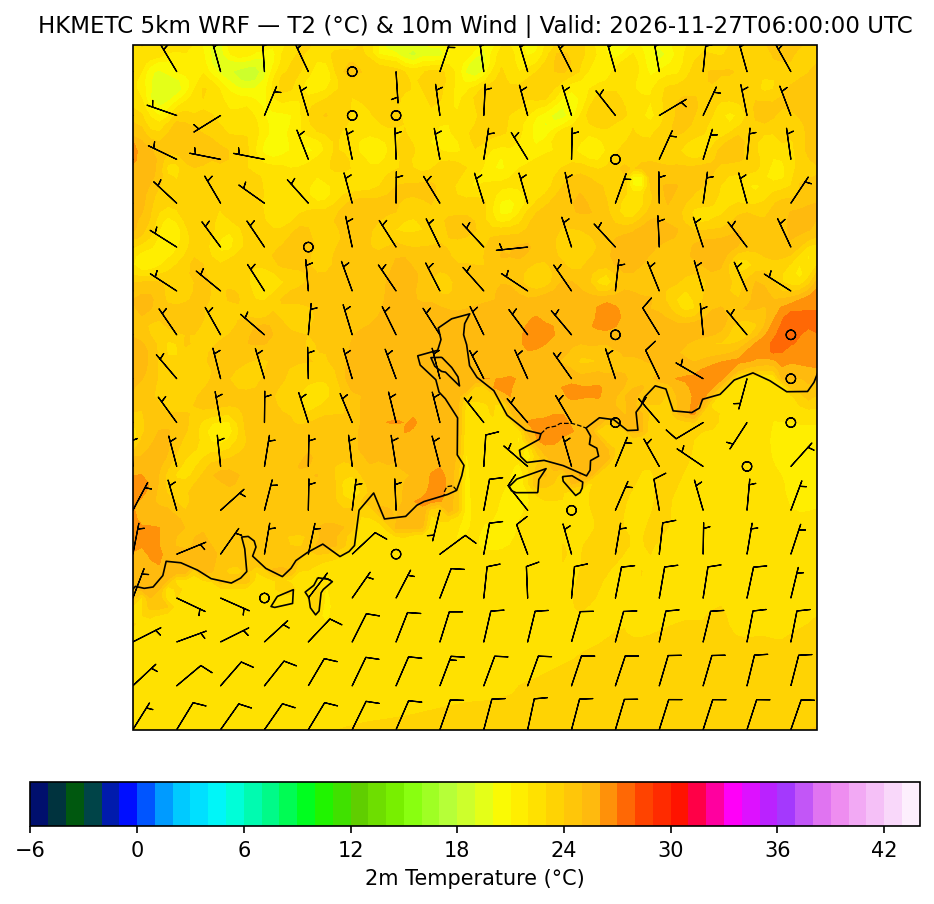 HKMETC 5km WRF — T2 (°C) & 10m Wind | Valid: 2026-11-27T06:00:00 UTC
−6 0 6 12 18 24 30 36 42
2m Temperature (°C)